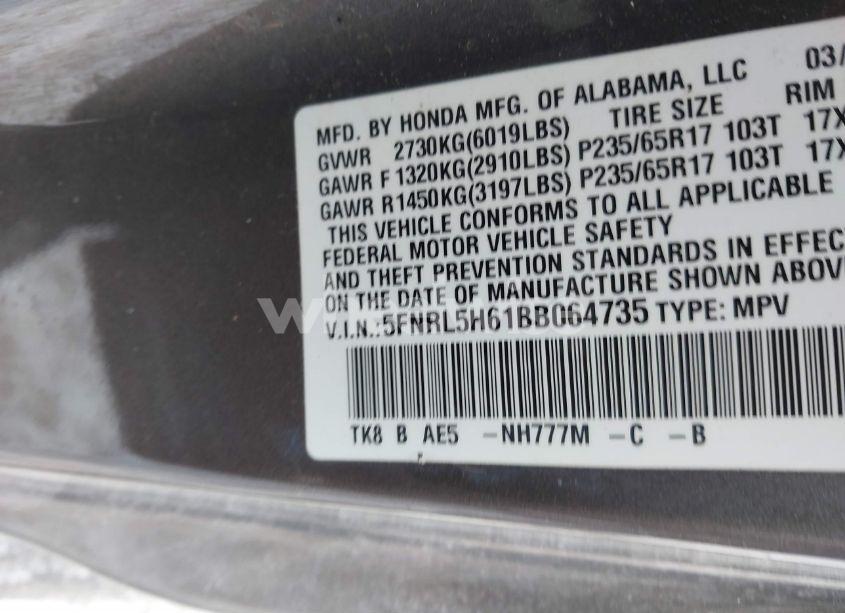 MFD. BY HONDA MFG. OF ALABAMA, LLC 03/
GVWR 2730KG(6019LBS) TIRE SIZE RIM
GAWR F1320KG(2910LBS) P235/65R17 103T 17X
GAWR R1450KG(3197LBS) P235/65R17 103T 17X
THIS VEHICLE CONFORMS TO ALL APPLICABLE
FEDERAL MOTOR VEHICLE SAFETY
AND THEFT PREVENTION STANDARDS IN EFFEC
ON THE DATE OF MANUFACTURE SHOWN ABOV
V.I.N.:5FNRL5H61BB064735 TYPE: MPV
TK8 B AE5 -NH777M -C -B